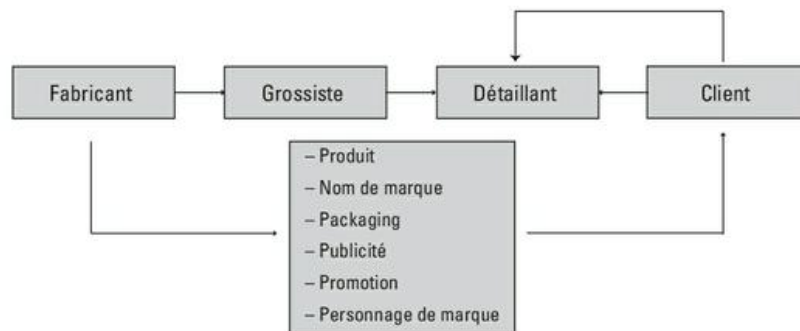 Fabricant
Grossiste
Détaillant
Client
– Produit
– Nom de marque
– Packaging
– Publicité
– Promotion
– Personnage de marque